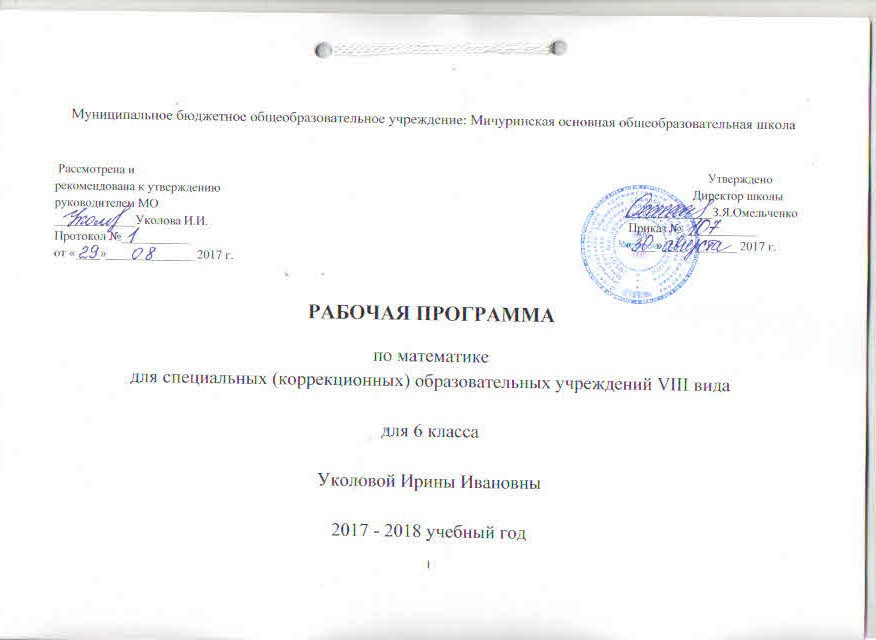 Муниципальное бюджетное общеобразовательное учреждение: Мичуринская основная общеобразовательная школа
Рассмотрена и
рекомендована к утверждению
руководителем МО
Уколова И.И.
Протокол № 1
от « 29 » 08 2017 г.
Утверждено
Директор школы
З.Я.Омельченко
Приказ № 107
«30» августа 2017 г.
РАБОЧАЯ ПРОГРАММА
по математике
для специальных (коррекционных) образовательных учреждений VIII вида
для 6 класса
Уколовой Ирины Ивановны
2017 - 2018 учебный год